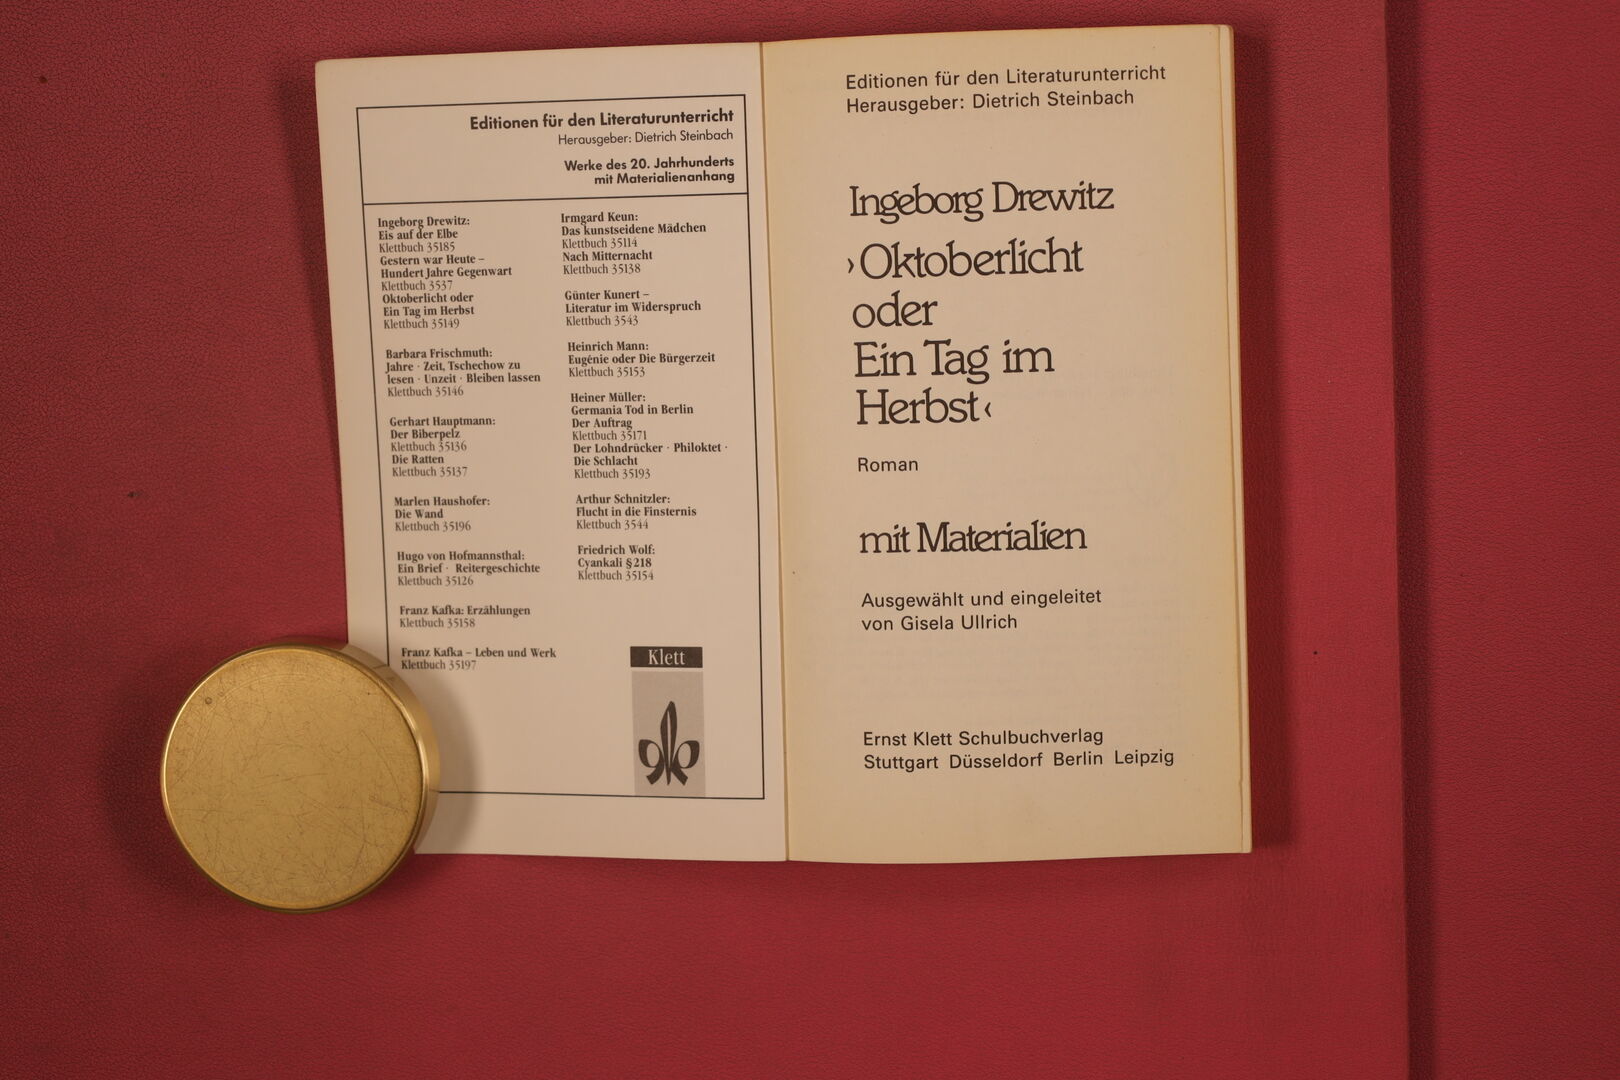 Editionen für den Literaturunterricht
Herausgeber: Dietrich Steinbach
Werke des 20. Jahrhunderts
mit Materialienanhang
Ingeborg Drewitz:
Eis auf der Elbe
Klettbuch 35185
Gestern war Heute –
Hundert Jahre Gegenwart
Klettbuch 3537
Oktoberlicht oder
Ein Tag im Herbst
Klettbuch 35149
Barbara Frischmuth:
Jahre · Zeit, Tschechow zu
lesen · Unzeit · Bleiben lassen
Klettbuch 35146
Gerhart Hauptmann:
Der Biberpelz
Klettbuch 35136
Die Ratten
Klettbuch 35137
Marlen Haushofer:
Die Wand
Klettbuch 35196
Hugo von Hofmannsthal:
Ein Brief · Reitergeschichte
Klettbuch 35126
Franz Kafka: Erzählungen
Klettbuch 35158
Franz Kafka – Leben und Werk
Klettbuch 35197
Irmgard Keun:
Das kunstseidene Mädchen
Klettbuch 35114
Nach Mitternacht
Klettbuch 35138
Günter Kunert –
Literatur im Widerspruch
Klettbuch 3543
Heinrich Mann:
Eugénie oder Die Bürgerzeit
Klettbuch 35153
Heiner Müller:
Germania Tod in Berlin
Der Auftrag
Klettbuch 35171
Der Lohndrücker · Philoktet ·
Die Schlacht
Klettbuch 35193
Arthur Schnitzler:
Flucht in die Finsternis
Klettbuch 3544
Friedrich Wolf:
Cyankali §218
Klettbuch 35154
Klett
Editionen für den Literaturunterricht
Herausgeber: Dietrich Steinbach
Ingeborg Drewitz
›Oktoberlicht
oder
Ein Tag im
Herbst‹
Roman
mit Materialien
Ausgewählt und eingeleitet
von Gisela Ullrich
Ernst Klett Schulbuchverlag
Stuttgart Düsseldorf Berlin Leipzig